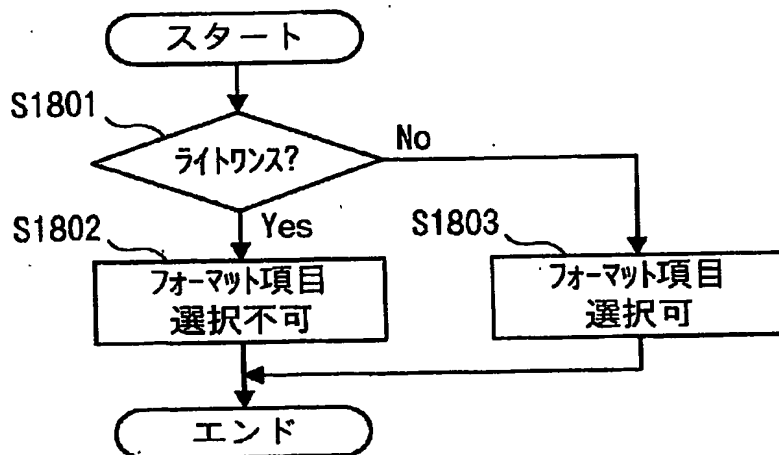 スタート
S1801
ライトワンス?
No
Yes
S1802
フォーマット項目
選択不可
S1803
フォーマット項目
選択可
エンド